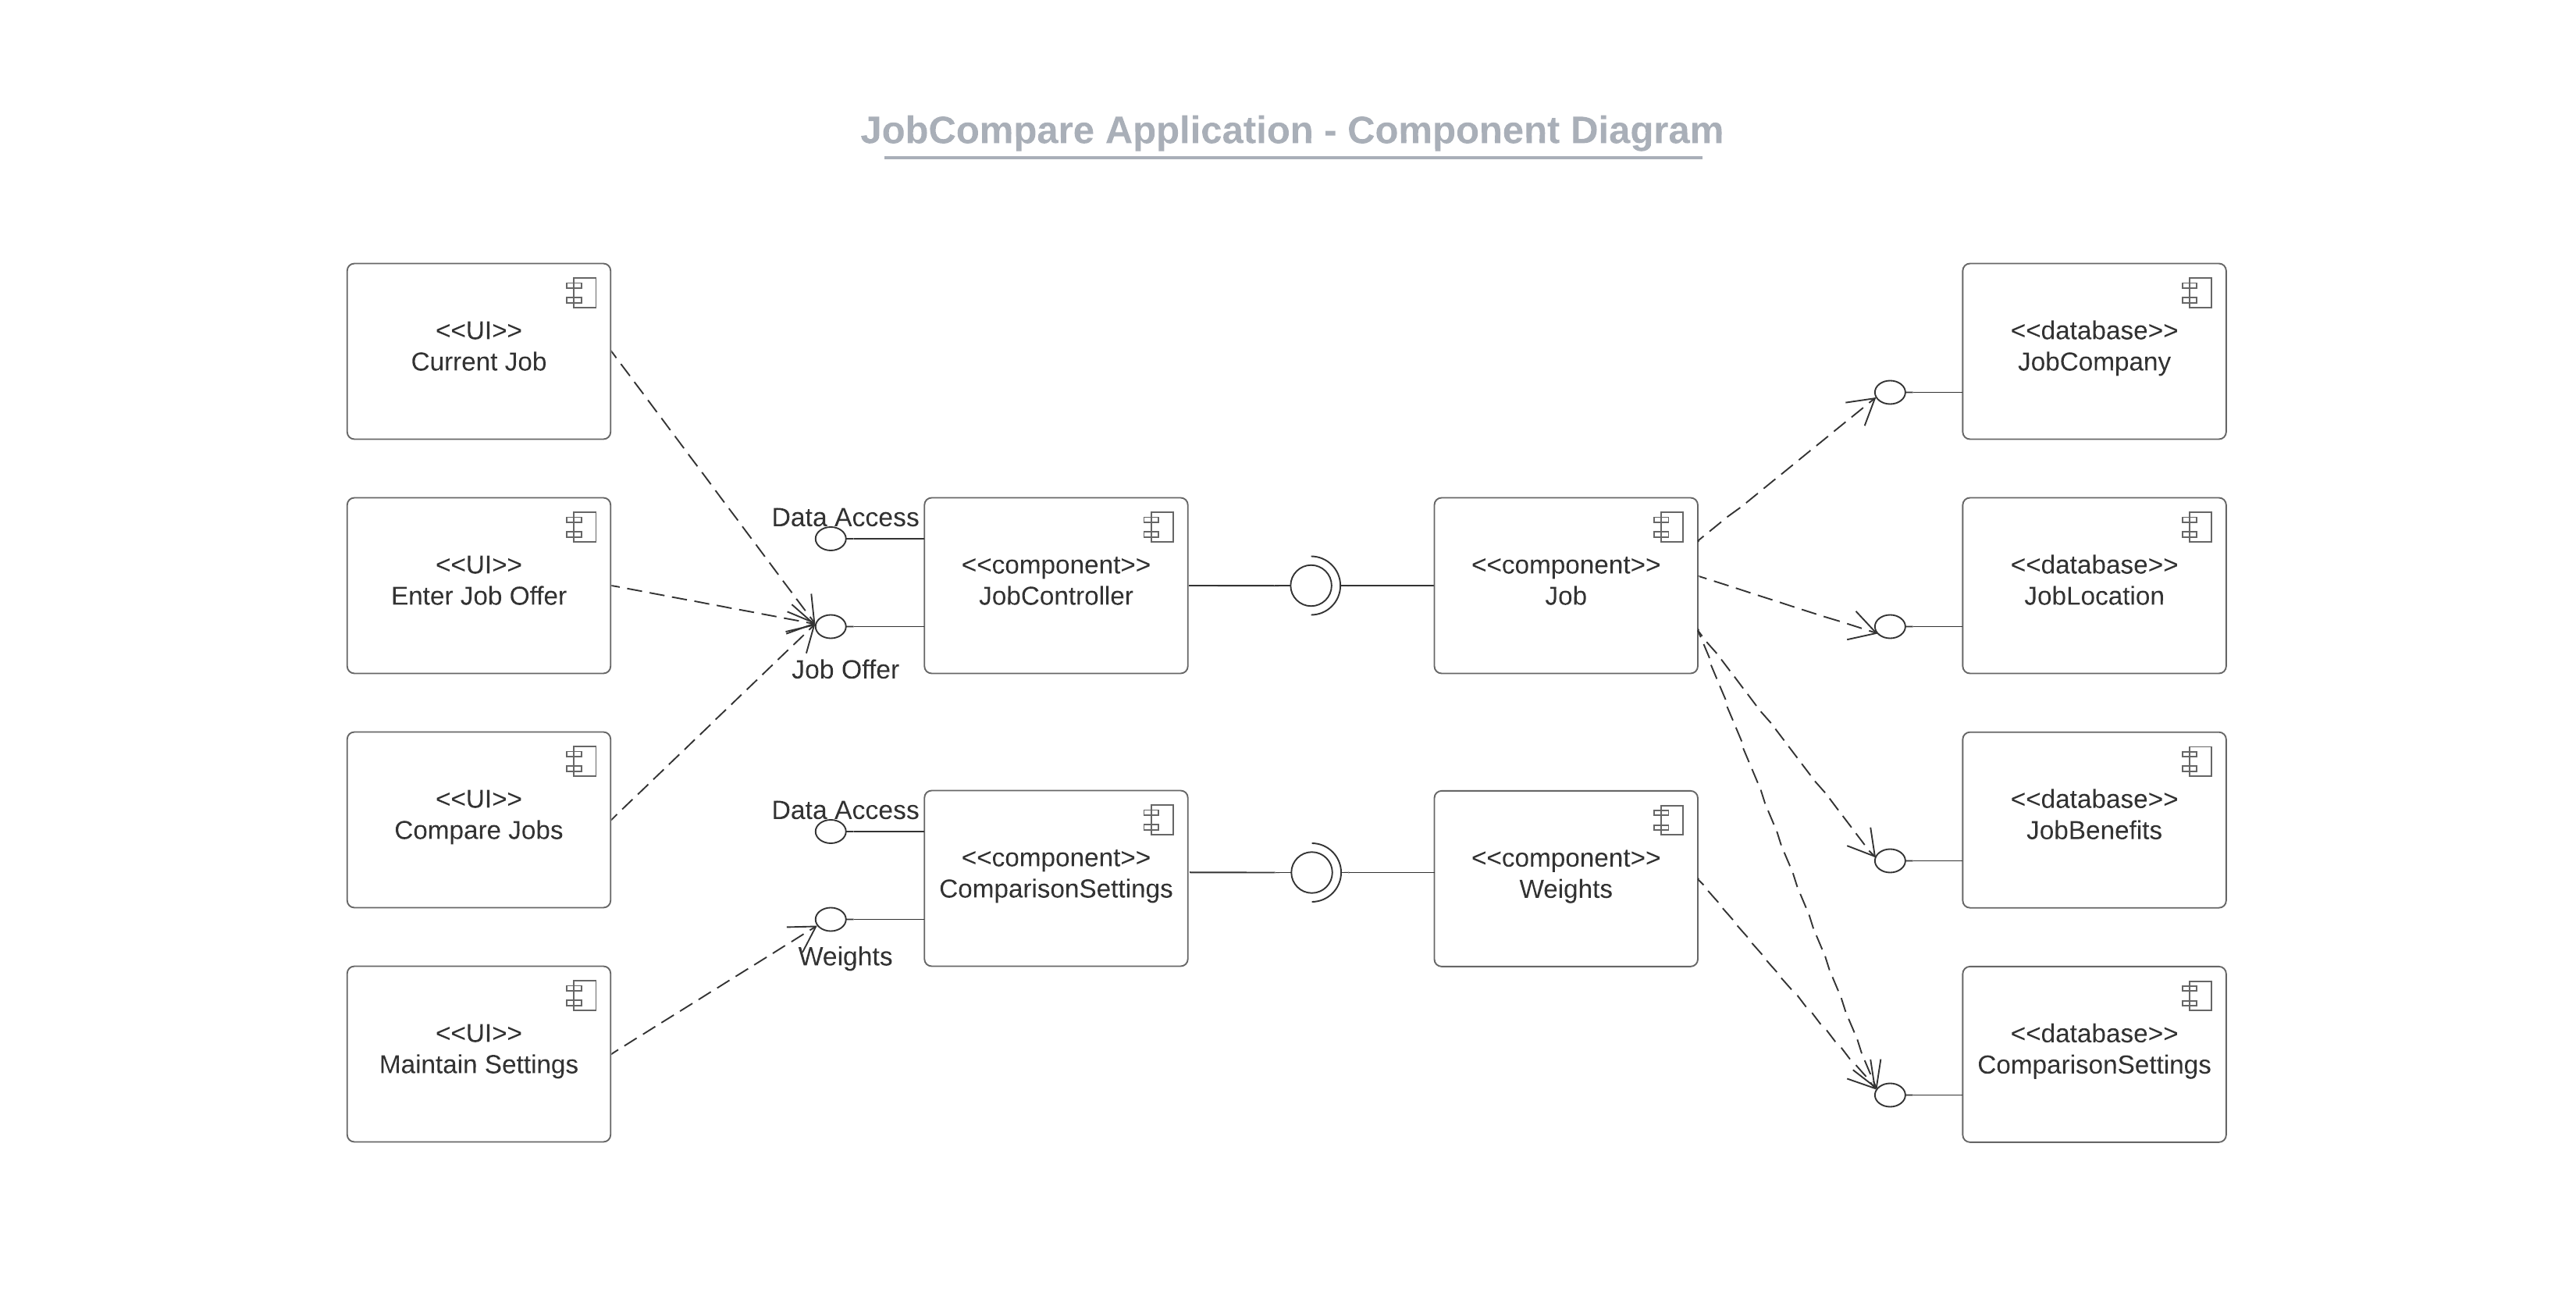 JobCompare Application - Component Diagram
<<UI>>
Current Job
<<database>>
JobCompany
<<UI>>
Enter Job Offer
Data Access
Job Offer
<<component>>
JobController
<<component>>
Job
<<database>>
JobLocation
<<UI>>
Compare Jobs
Data Access
Weights
<<component>>
ComparisonSettings
<<component>>
Weights
<<database>>
JobBenefits
<<UI>>
Maintain Settings
<<database>>
ComparisonSettings